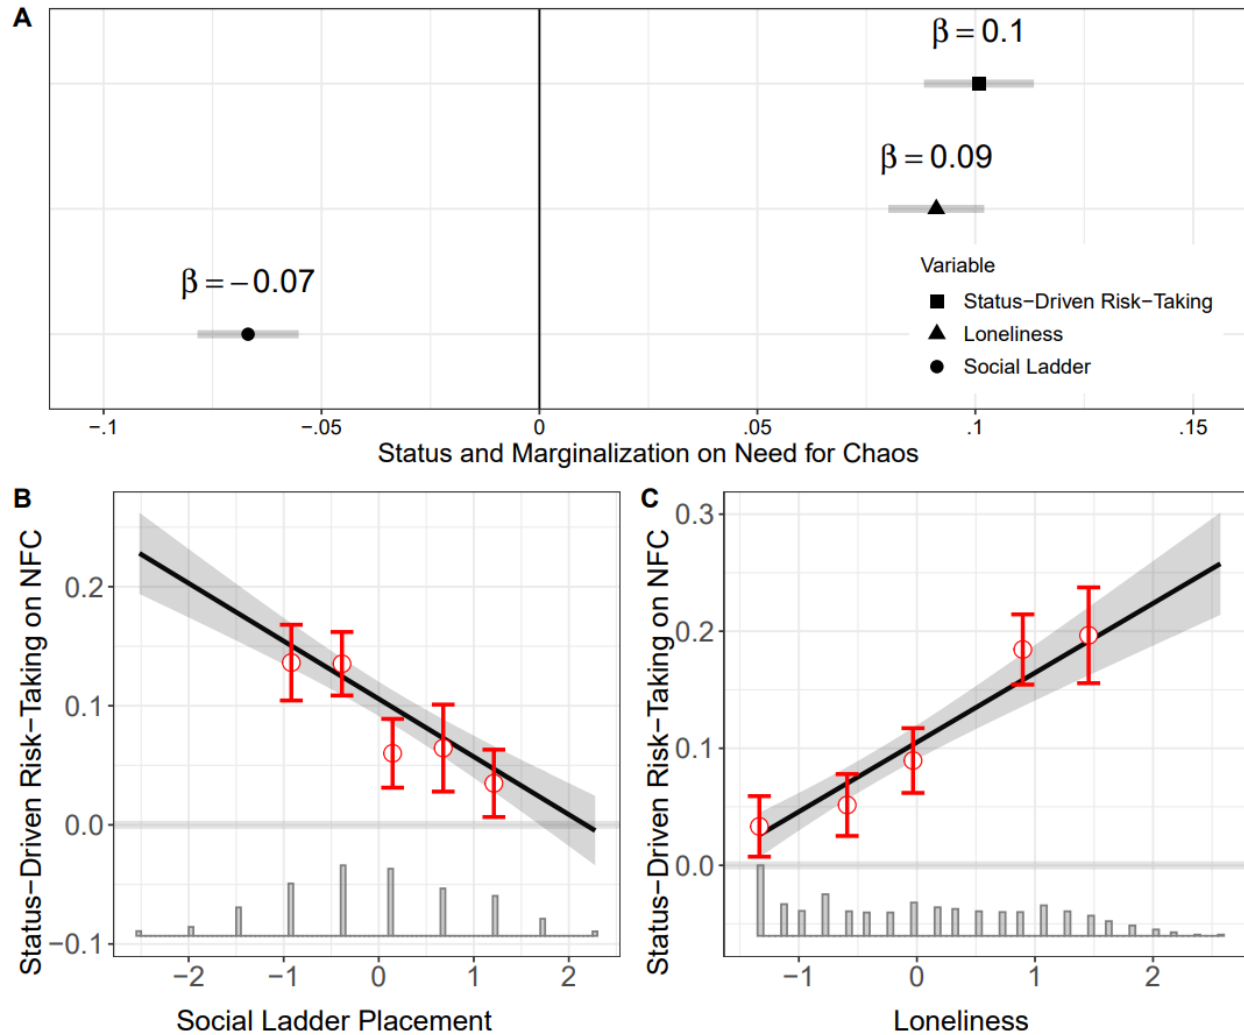 A
β = 0.1
β = 0.09
β = −0.07
Variable
Status−Driven Risk−Taking
Loneliness
Social Ladder
−.1 −.05 0 .05 .1 .15
Status and Marginalization on Need for Chaos
B
Status−Driven Risk−Taking on NFC
0.2
0.1
0.0
−0.1
−2 −1 0 1 2
Social Ladder Placement
C
Status−Driven Risk−Taking on NFC
0.3
0.2
0.1
0.0
−1 0 1 2
Loneliness